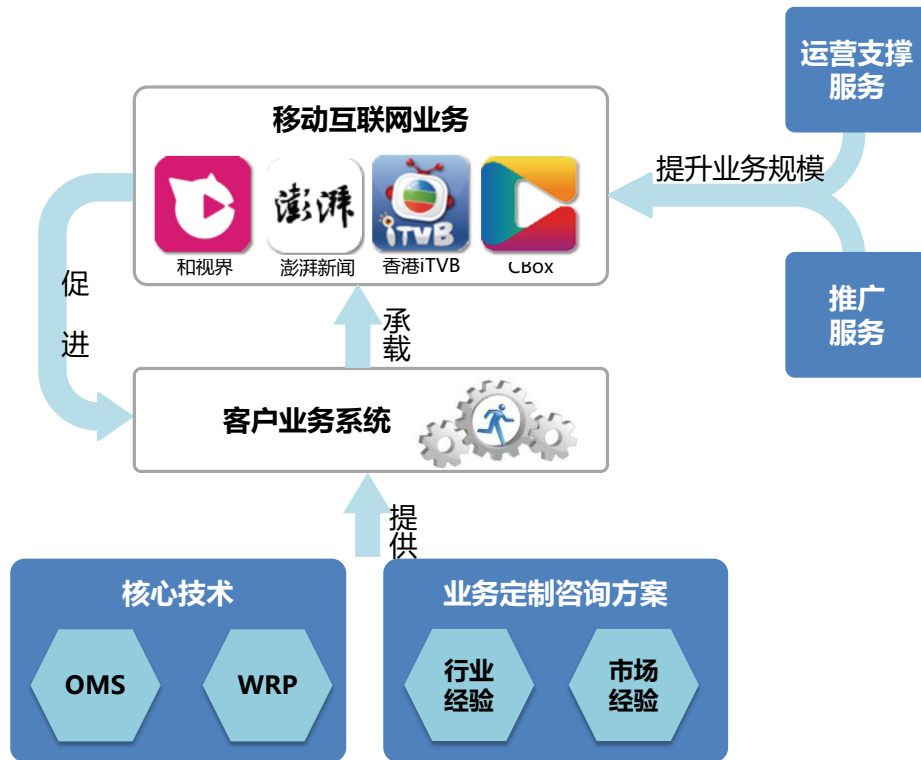 运营支撑
服务
移动互联网业务
提升业务规模
澎湃
iTVB
和视界
澎湃新闻
香港iTVB
CBox
促
进
推广
服务
承
载
客户业务系统
提
供
核心技术
业务定制咨询方案
OMS
WRP
行业
经验
市场
经验